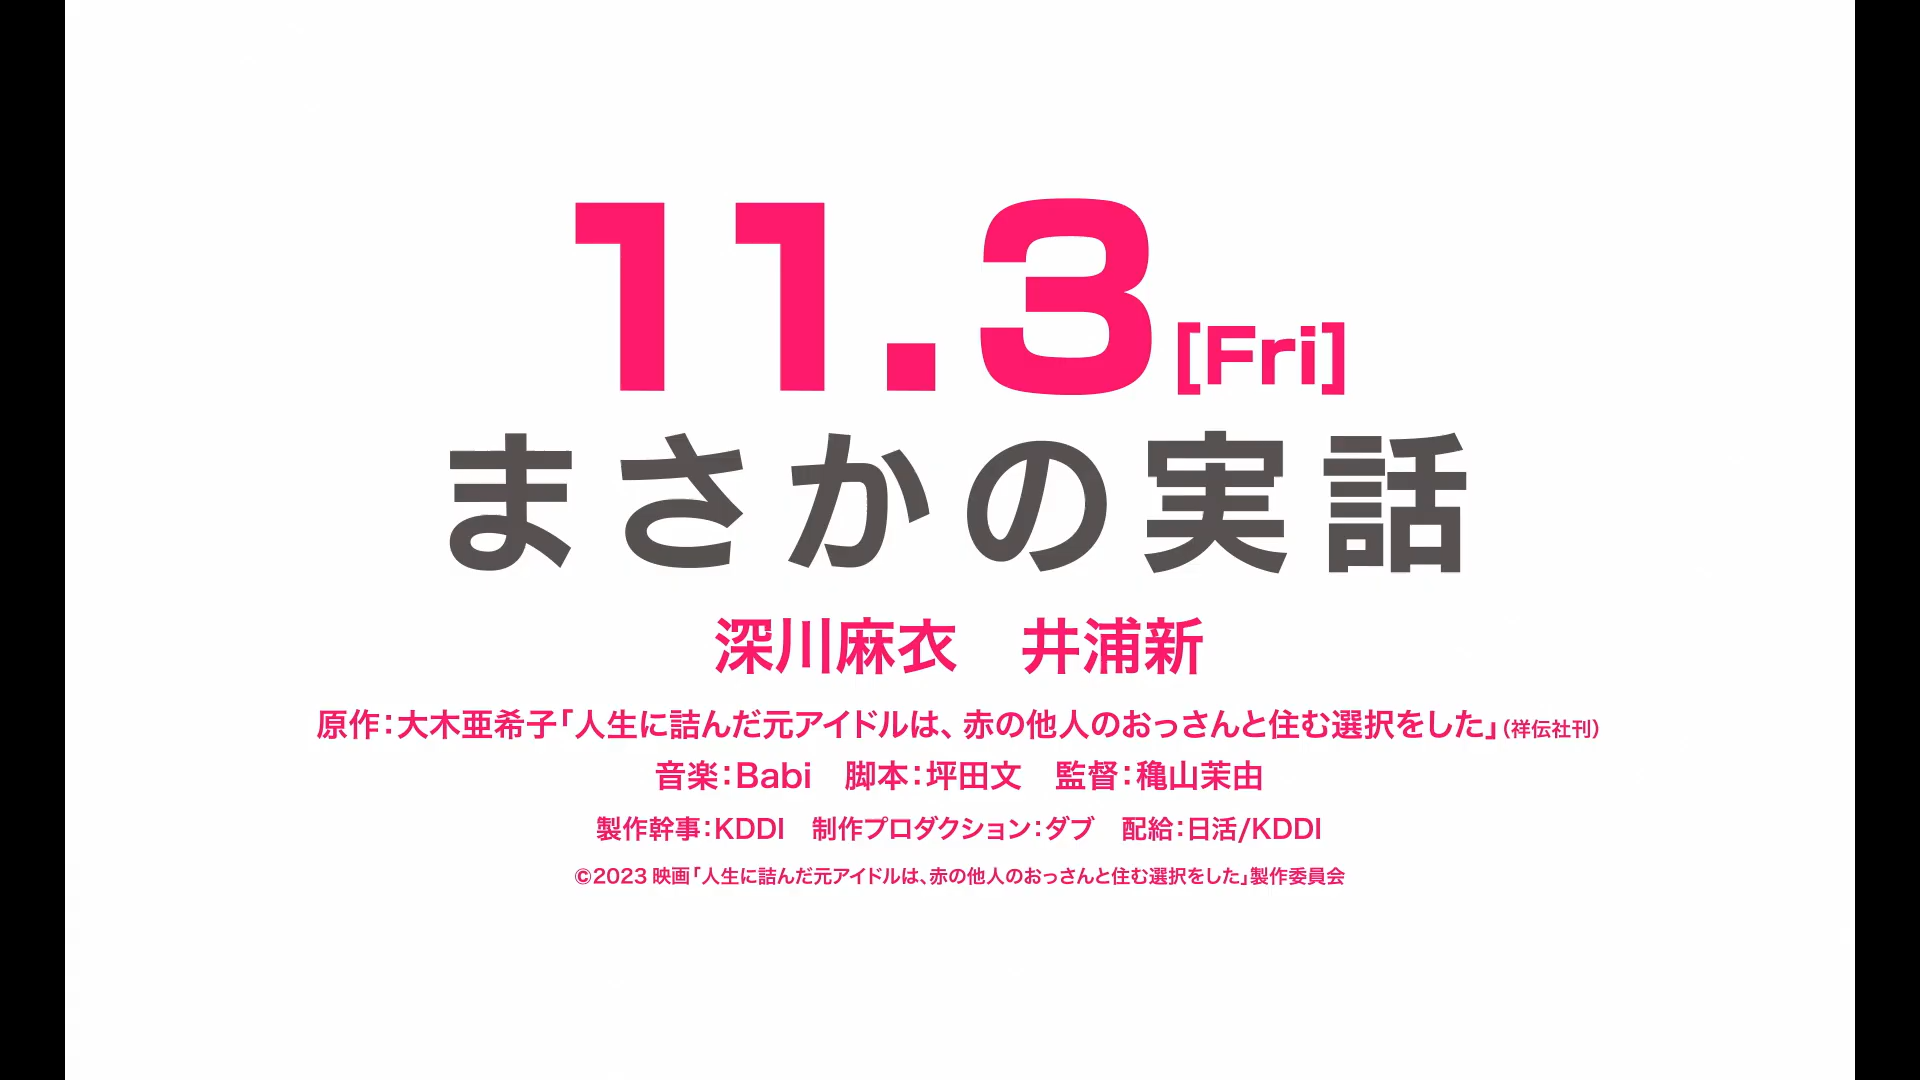 11.3[Fri]
まさかの実話
深川麻衣　井浦新
原作：大木亜希子「人生に詰んだ元アイドルは、赤の他人のおっさんと住む選択をした」（祥伝社刊）
音楽：Babi　脚本：坪田文　監督：穐山茉由
製作幹事：KDDI　制作プロダクション：ダブ　配給：日活/KDDI
©2023 映画「人生に詰んだ元アイドルは、赤の他人のおっさんと住む選択をした」製作委員会